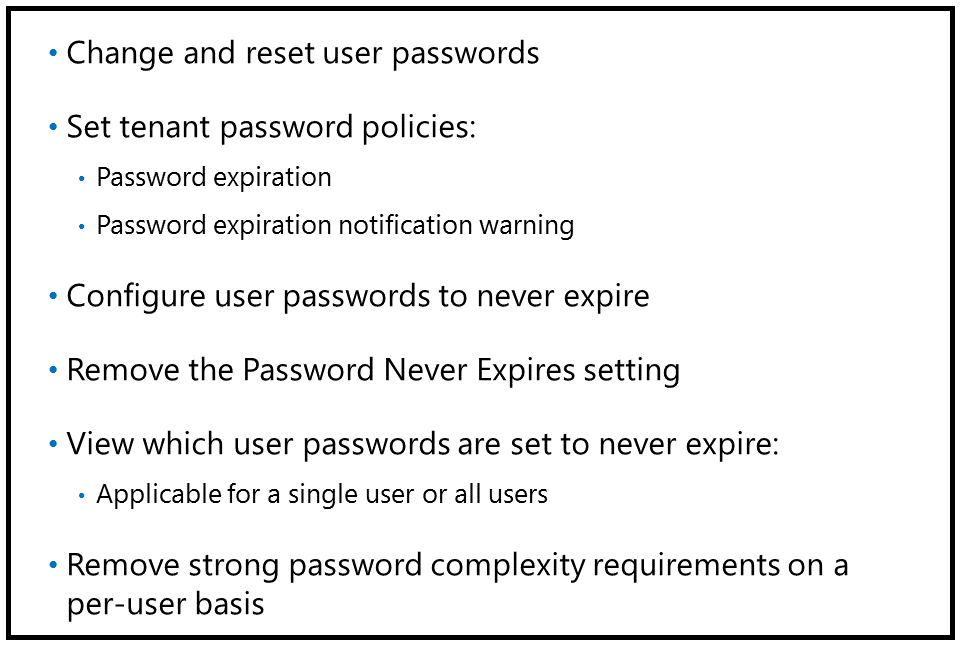 • Change and reset user passwords
• Set tenant password policies:
• Password expiration
• Password expiration notification warning
• Configure user passwords to never expire
• Remove the Password Never Expires setting
• View which user passwords are set to never expire:
• Applicable for a single user or all users
• Remove strong password complexity requirements on a
per-user basis